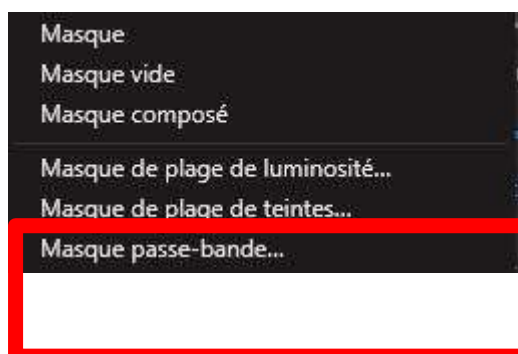 Masque
Masque vide
Masque composé
Masque de plage de luminosité...
Masque de plage de teintes...
Masque passe-bande...